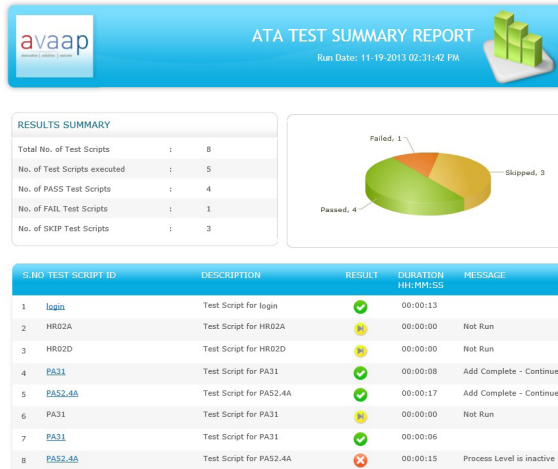 avaap
ATA TEST SUMMARY REPORT
Run Date: 11-19-2013 02:31:42 PM
RESULTS SUMMARY
Total No. of Test Scripts : 8
No. of Test Scripts executed : 5
No. of PASS Test Scripts : 4
No. of FAIL Test Scripts : 1
No. of SKIP Test Scripts : 3
Failed, 1
Skipped, 3
Passed, 4
S.NO TEST SCRIPT ID DESCRIPTION RESULT DURATION HH:MM:SS MESSAGE
1 login Test Script for login 00:00:13
2 HR02A Test Script for HR02A 00:00:00 Not Run
3 HR02D Test Script for HR02D 00:00:00 Not Run
4 PA31 Test Script for PA31 00:00:08 Add Complete - Continue
5 PA52.4A Test Script for PA52.4A 00:00:17 Add Complete - Continue
6 PA31 Test Script for PA31 00:00:00 Not Run
7 PA31 Test Script for PA31 00:00:06
8 PA52.4A Test Script for PA52.4A 00:00:15 Process Level is inactive